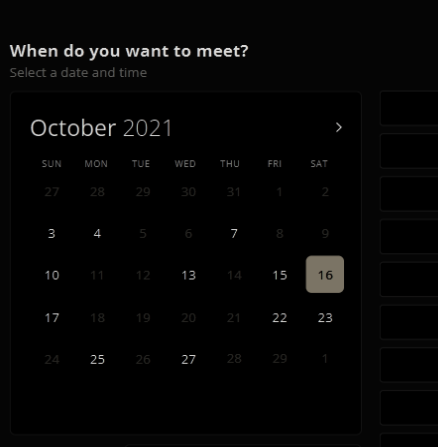 When do you want to meet?
Select a date and time
October 2021
SUN MON TUE WED THU FRI SAT
27 28 29 30 31 1 2
3 4 5 6 7 8 9
10 11 12 13 14 15 16
17 18 19 20 21 22 23
24 25 26 27 28 29 1